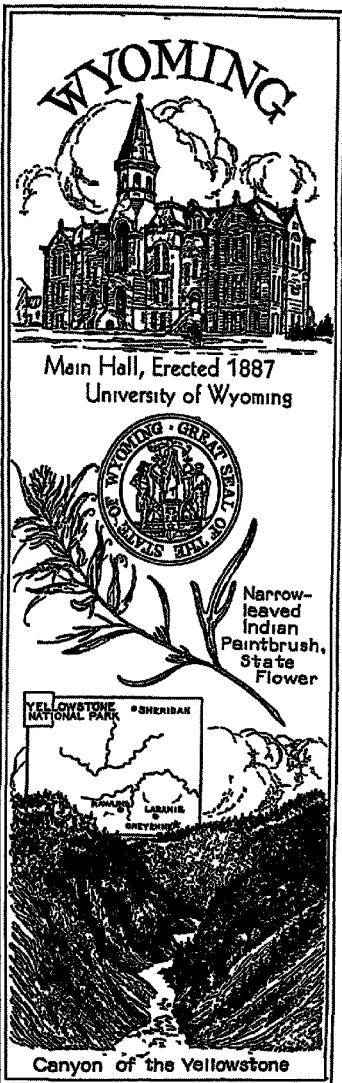 WYOMING
Main Hall, Erected 1887
University of Wyoming
GREAT SEAL OF THE STATE OF WYOMING
Narrow-
leaved
Indian
Paintbrush,
State
Flower
YELLOWSTONE
NATIONAL PARK
SHERIDAN
RAWLINS
LARAMIE
CHEYENNE
Canyon of the Yellowstone